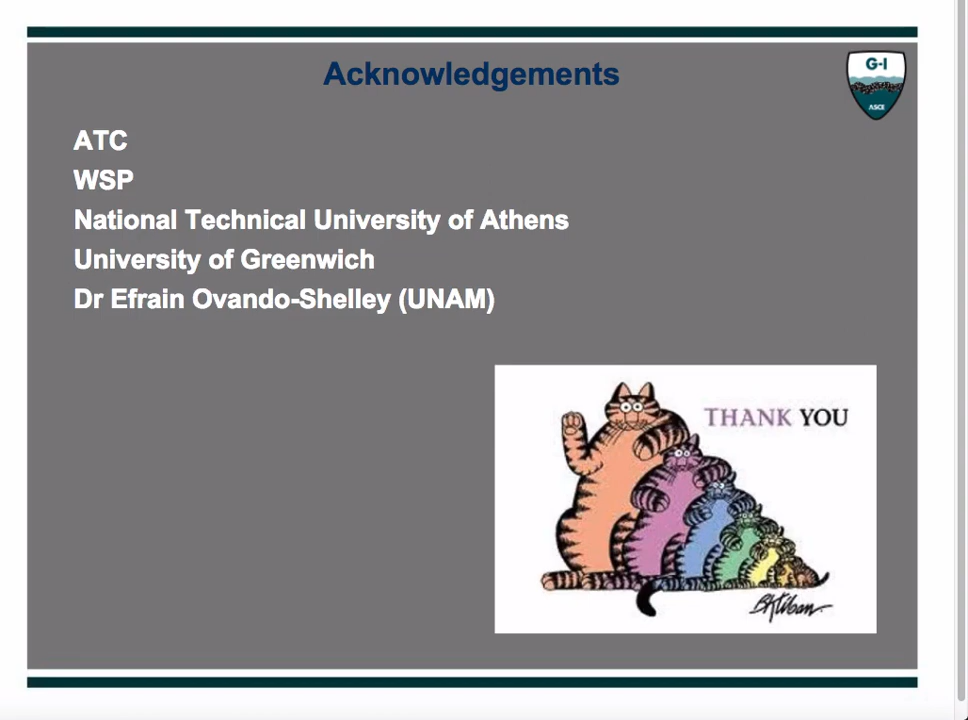 Acknowledgements
G-I
ASCE
ATC
WSP
National Technical University of Athens
University of Greenwich
Dr Efrain Ovando-Shelley (UNAM)
THANK YOU
B Kliban